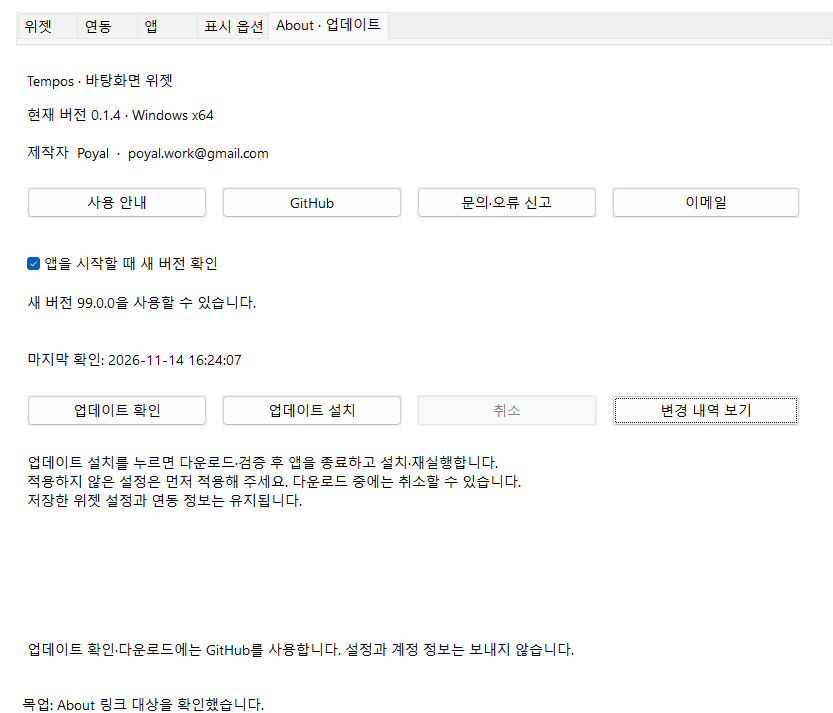 위젯 연동 앱 표시 옵션 About · 업데이트
Tempos · 바탕화면 위젯
현재 버전 0.1.4 · Windows x64
제작자 Poyal · poyal.work@gmail.com
사용 안내 GitHub 문의·오류 신고 이메일
앱을 시작할 때 새 버전 확인
새 버전 99.0.0을 사용할 수 있습니다.
마지막 확인: 2026-11-14 16:24:07
업데이트 확인 업데이트 설치 취소 변경 내역 보기
업데이트 설치를 누르면 다운로드·검증 후 앱을 종료하고 설치·재실행합니다.
적용하지 않은 설정은 먼저 적용해 주세요. 다운로드 중에는 취소할 수 있습니다.
저장한 위젯 설정과 연동 정보는 유지됩니다.
업데이트 확인·다운로드에는 GitHub를 사용합니다. 설정과 계정 정보는 보내지 않습니다.
목업: About 링크 대상을 확인했습니다.